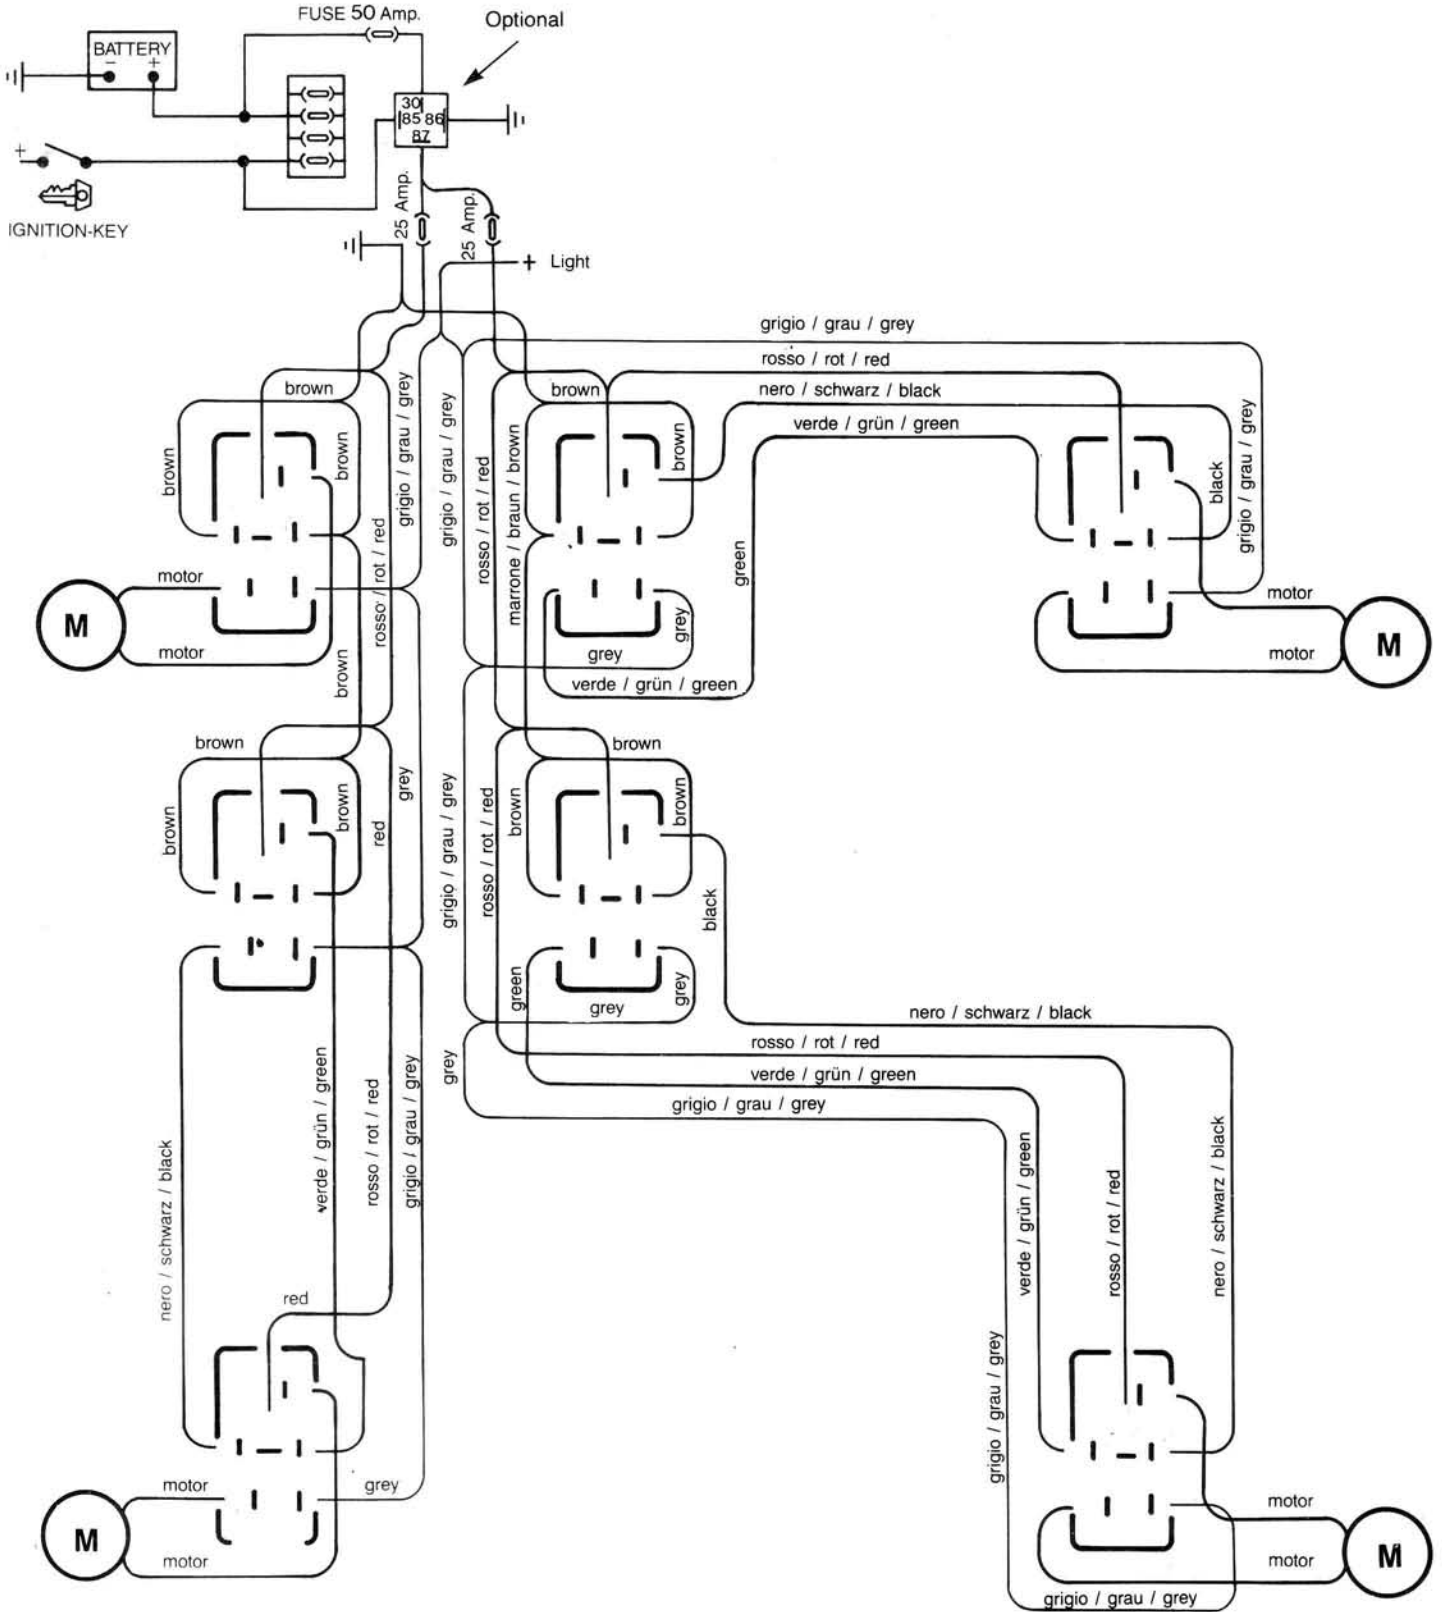 FUSE 50 Amp.
Optional
BATTERY
- +
30
85 86
87
+
IGNITION-KEY
25 Amp.
25 Amp.
+ Light
grigio / grau / grey
rosso / rot / red
nero / schwarz / black
verde / grün / green
brown
brown
brown
brown
grigio / grau / grey
grigio / grau / grey
rosso / rot / red
marrone / braun / brown
brown
brown
black
grigio / grau / grey
rosso / rot / red
green
motor
M
motor
brown
grey
grey
verde / grün / green
motor
M
motor
brown
brown
brown
red
grey
grigio / grau / grey
rosso / rot / red
brown
brown
brown
black
green
grey
grey
nero / schwarz / black
rosso / rot / red
verde / grün / green
grigio / grau / grey
grey
nero / schwarz / black
verde / grün / green
rosso / rot / red
grigio / grau / grey
verde / grün / green
rosso / rot / red
nero / schwarz / black
red
grigio / grau / grey
motor
grey
M
motor
motor
M
motor
grigio / grau / grey